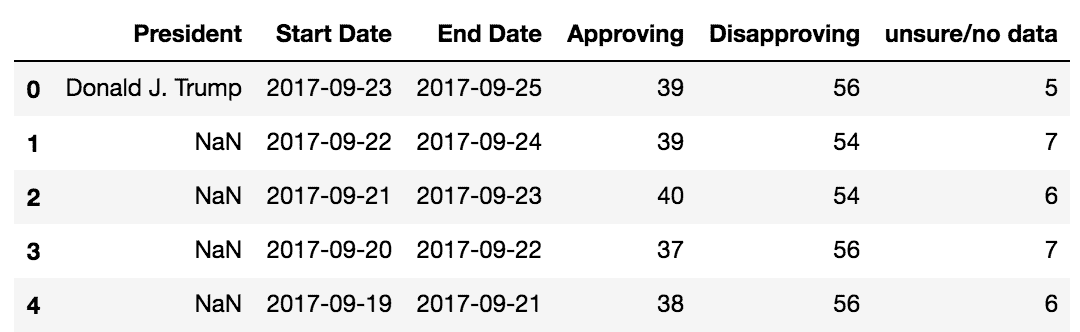 President Start Date End Date Approving Disapproving unsure/no data
0 Donald J. Trump 2017-09-23 2017-09-25 39 56 5
1 NaN 2017-09-22 2017-09-24 39 54 7
2 NaN 2017-09-21 2017-09-23 40 54 6
3 NaN 2017-09-20 2017-09-22 37 56 7
4 NaN 2017-09-19 2017-09-21 38 56 6